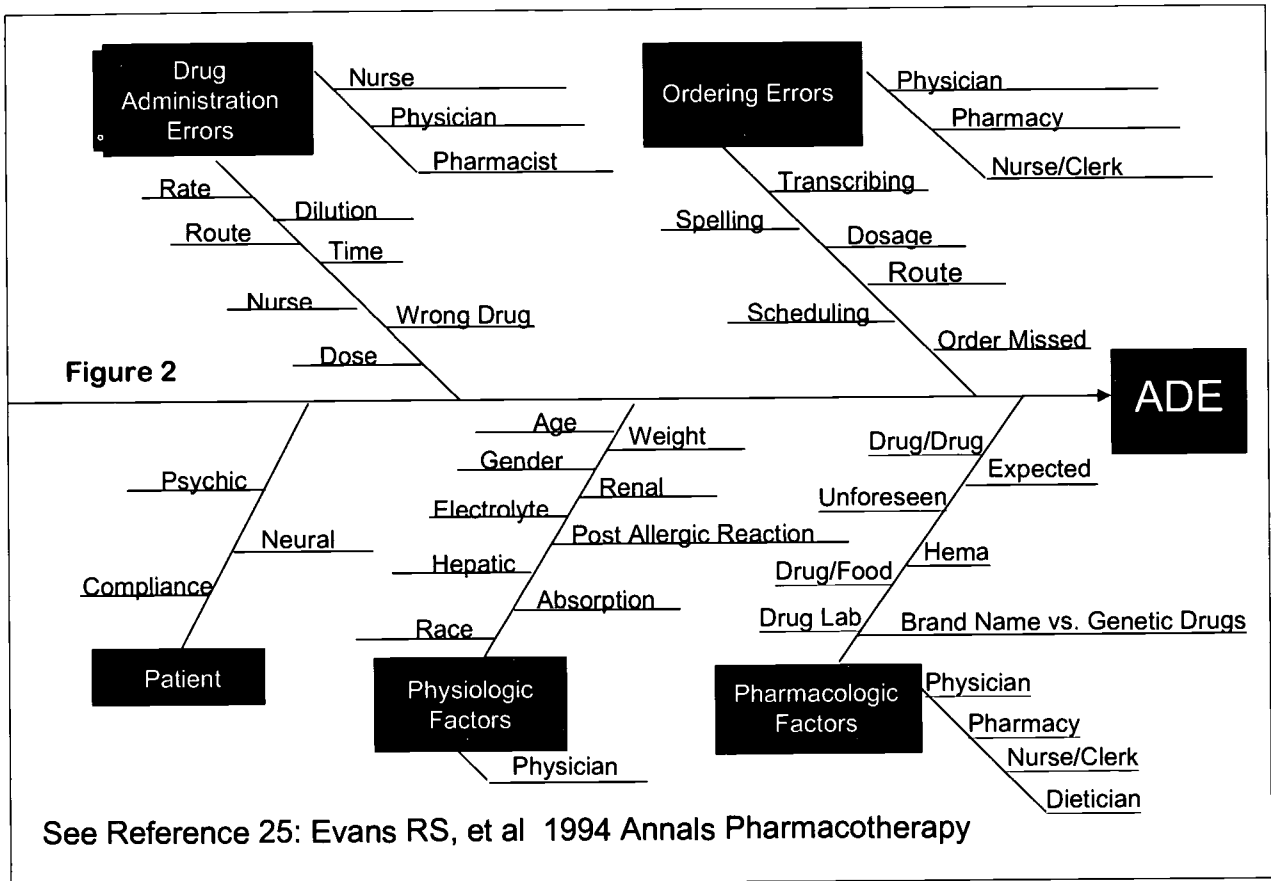 Drug
Administration
Errors
Nurse
Physician
Pharmacist
Rate
Dilution
Route
Time
Nurse
Wrong Drug
Dose
Ordering Errors
Physician
Pharmacy
Nurse/Clerk
Transcribing
Spelling
Dosage
Route
Scheduling
Order Missed
Figure 2
ADE
Psychic
Neural
Compliance
Patient
Age
Weight
Gender
Renal
Electrolyte
Post Allergic Reaction
Hepatic
Absorption
Race
Physiologic
Factors
Physician
Drug/Drug
Expected
Unforeseen
Hema
Drug/Food
Drug Lab
Brand Name vs. Genetic Drugs
Pharmacologic
Factors
Physician
Pharmacy
Nurse/Clerk
Dietician
See Reference 25: Evans RS, et al 1994 Annals Pharmacotherapy